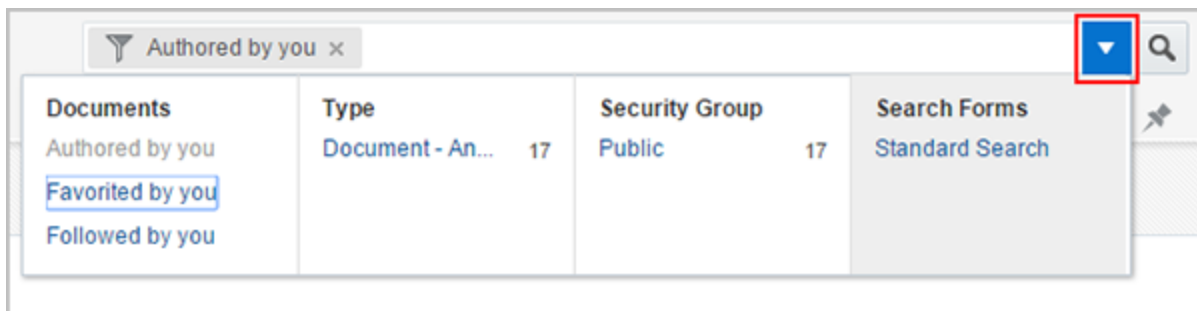 Authored by you ×
Documents
Authored by you
Favorited by you
Followed by you
Type
Document - An... 17
Security Group
Public 17
Search Forms
Standard Search